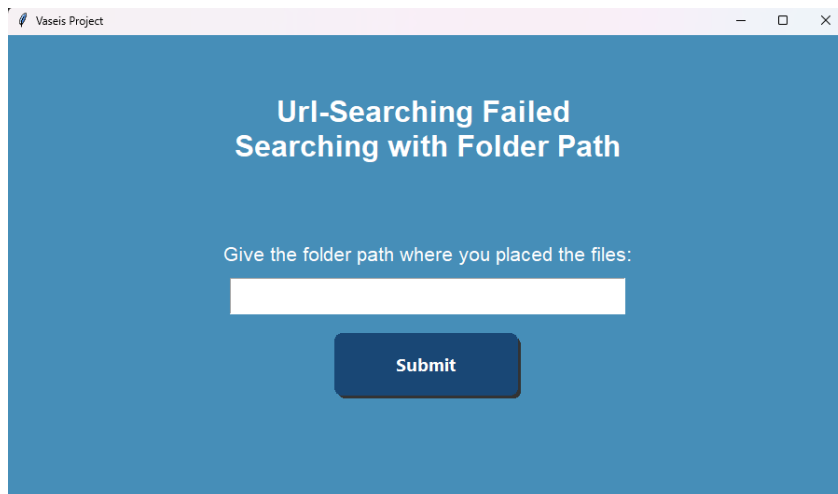 Vaseis Project
Url-Searching Failed
Searching with Folder Path
Give the folder path where you placed the files:
Submit